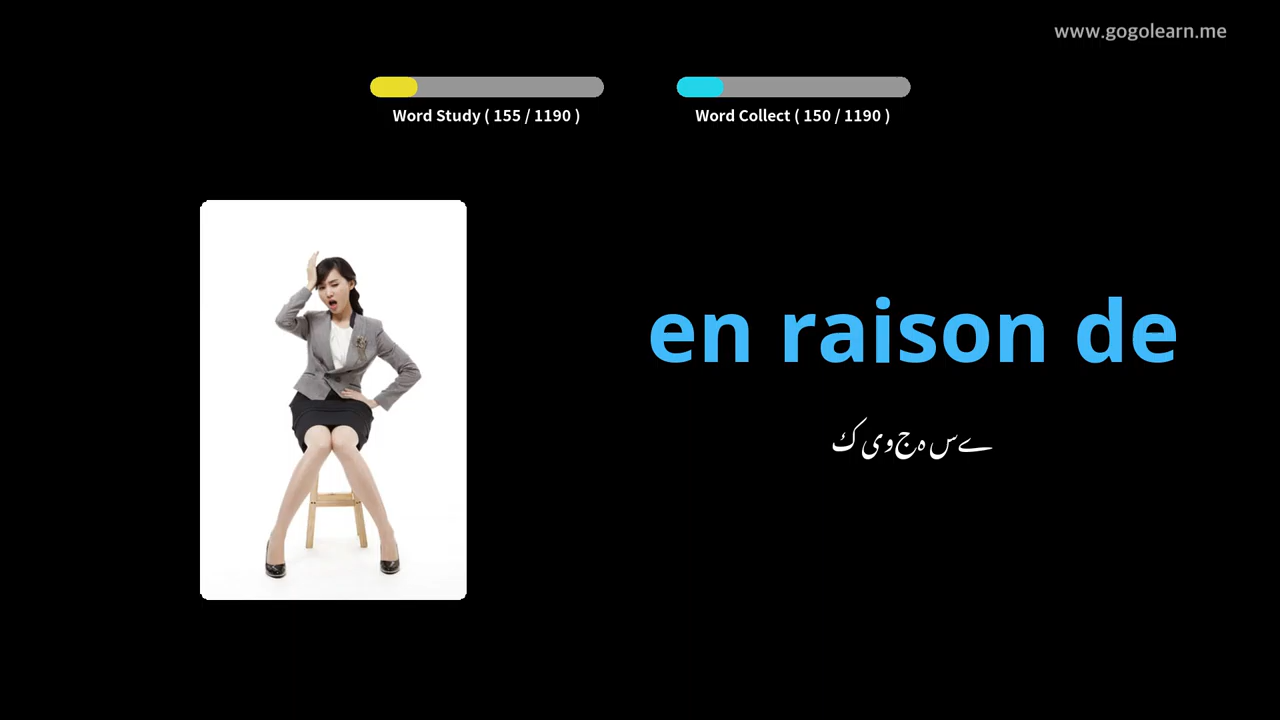 www.gogolearn.me
Word Study ( 155 / 1190 )
Word Collect ( 150 / 1190 )
en raison de
کی وجہ سے